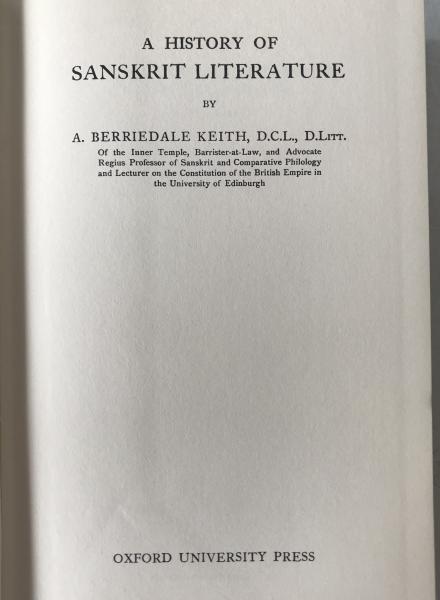 A HISTORY OF
SANSKRIT LITERATURE
BY
A. BERRIEDALE KEITH, D.C.L., D.LITT.
Of the Inner Temple, Barrister-at-Law, and Advocate
Regius Professor of Sanskrit and Comparative Philology
and Lecturer on the Constitution of the British Empire in
the University of Edinburgh
OXFORD UNIVERSITY PRESS